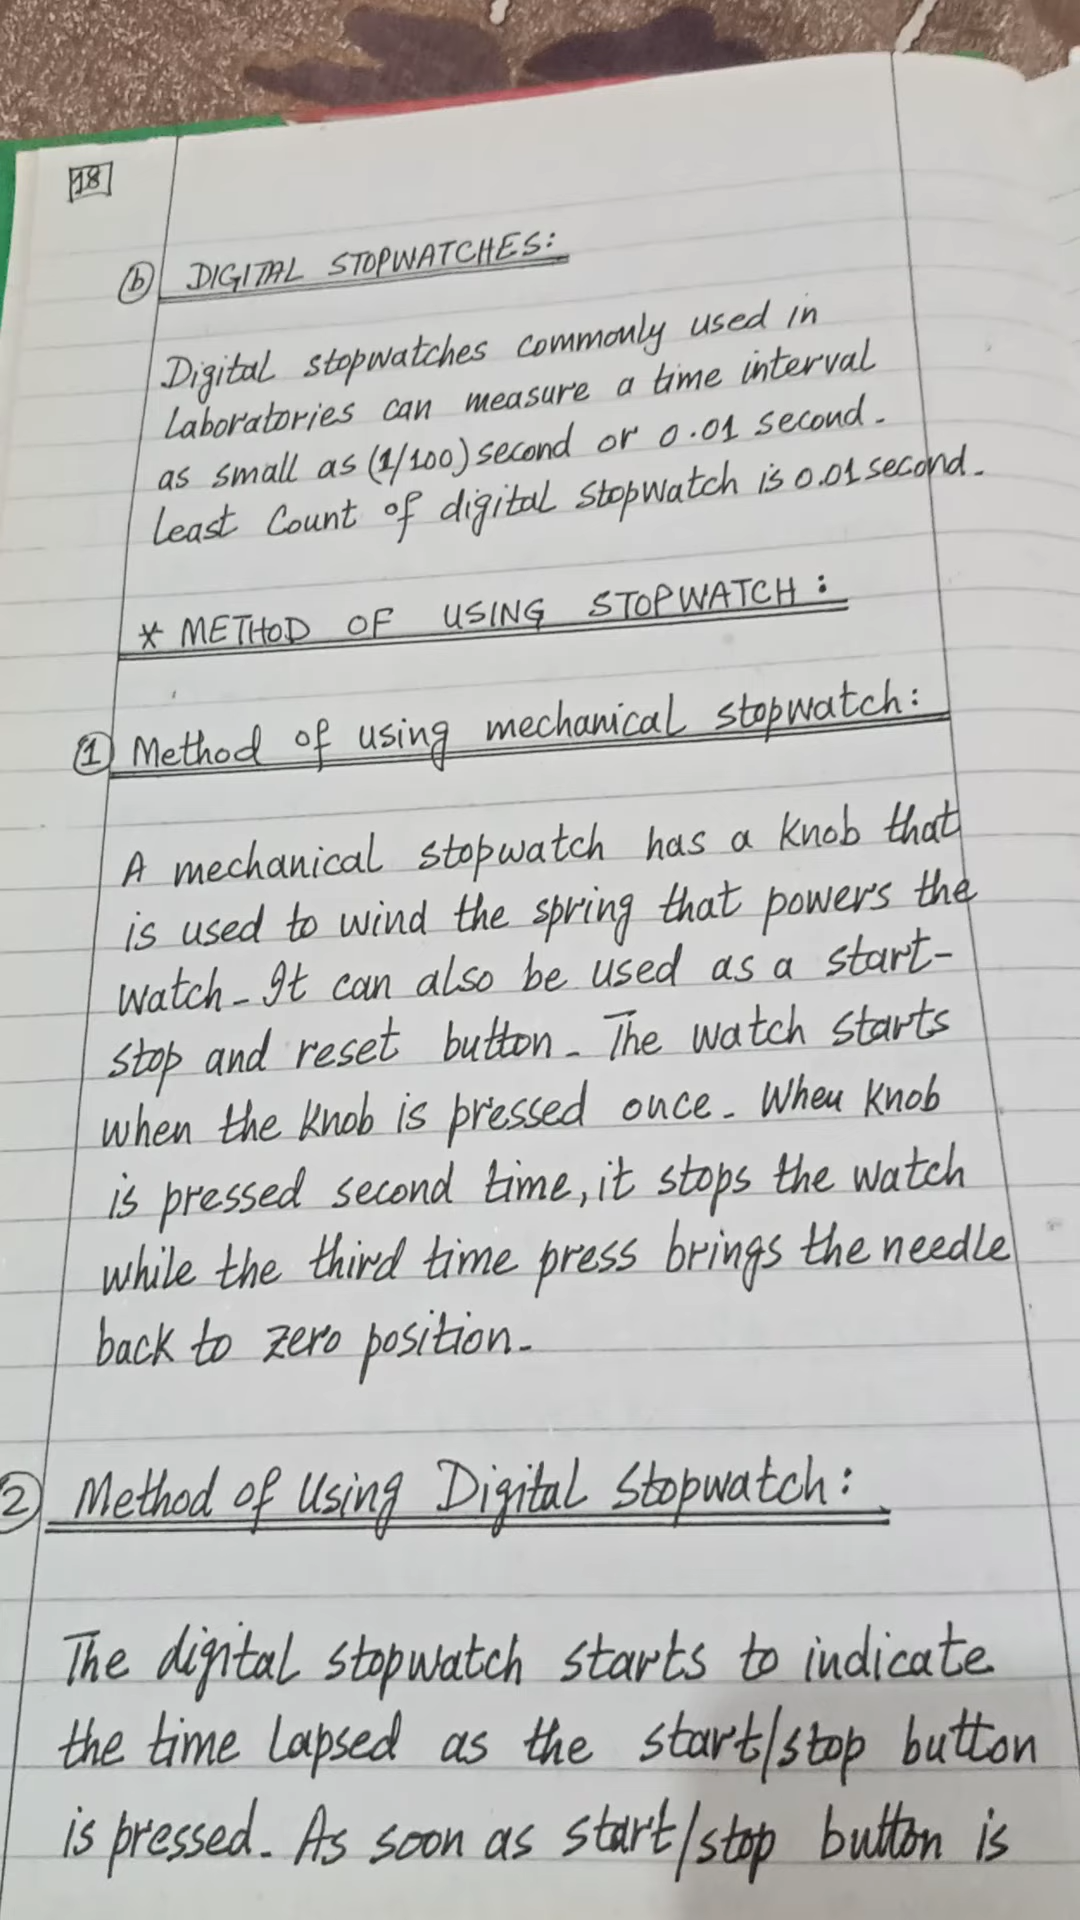 18
(b) DIGITAL STOPWATCHES:
Digital stopwatches commonly used in
Laboratories can measure a time interval
as small as (1/100) second or 0.01 second.
Least Count of digital stopwatch is 0.01 second.
* METHOD OF USING STOPWATCH:
(1) Method of using mechanical stopwatch:
A mechanical stopwatch has a knob that
is used to wind the spring that powers the
watch. It can also be used as a start-
stop and reset button. The watch starts
when the knob is pressed once. When knob
is pressed second time, it stops the watch
while the third time press brings the needle
back to zero position.
(2) Method of Using Digital Stopwatch:
The digital stopwatch starts to indicate
the time lapsed as the start/stop button
is pressed. As soon as start/stop button is